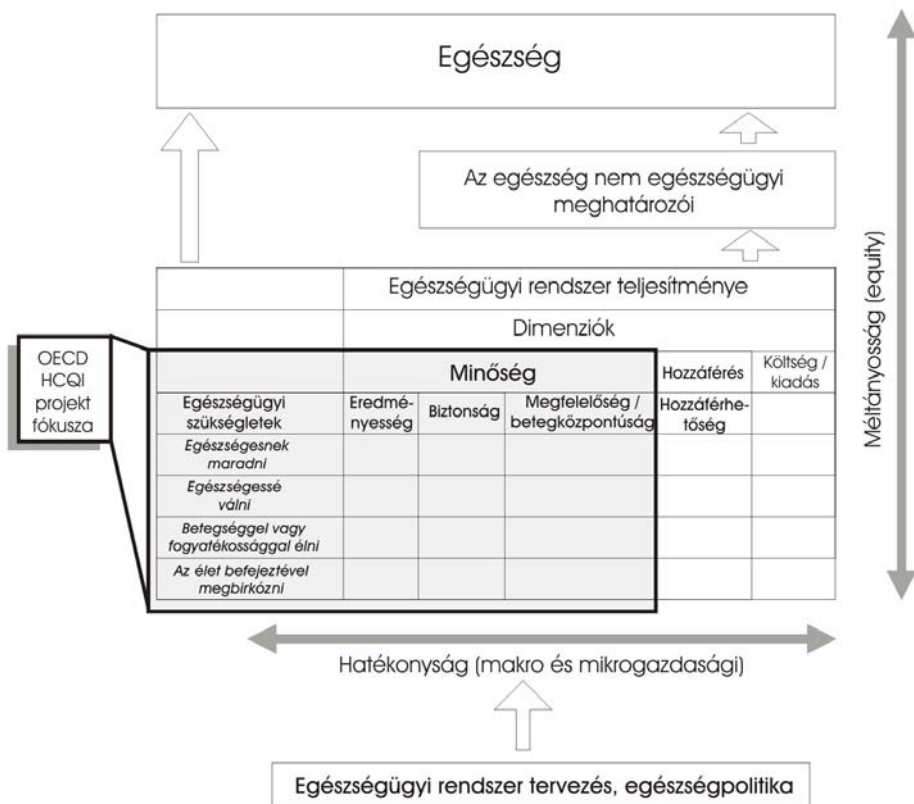 Egészség
Az egészség nem egészségügyi
meghatározói
Méltányosság (equity)
Egészségügyi rendszer teljesítménye
Dimenziók
OECD
HCQI
projekt
fókusza
Minőség
Hozzáférés
Költség /
kiadás
Egészségügyi
szükségletek
Eredmé-
nyesség
Biztonság
Megfelelőség /
betegközpontúság
Hozzáférhe-
tőség
Egészségesnek
maradni
Egészségessé
válni
Betegséggel vagy
fogyatékossággal élni
Az élet befejeztével
megbirkózni
Hatékonyság (makro és mikrogazdasági)
Egészségügyi rendszer tervezés, egészségpolitika